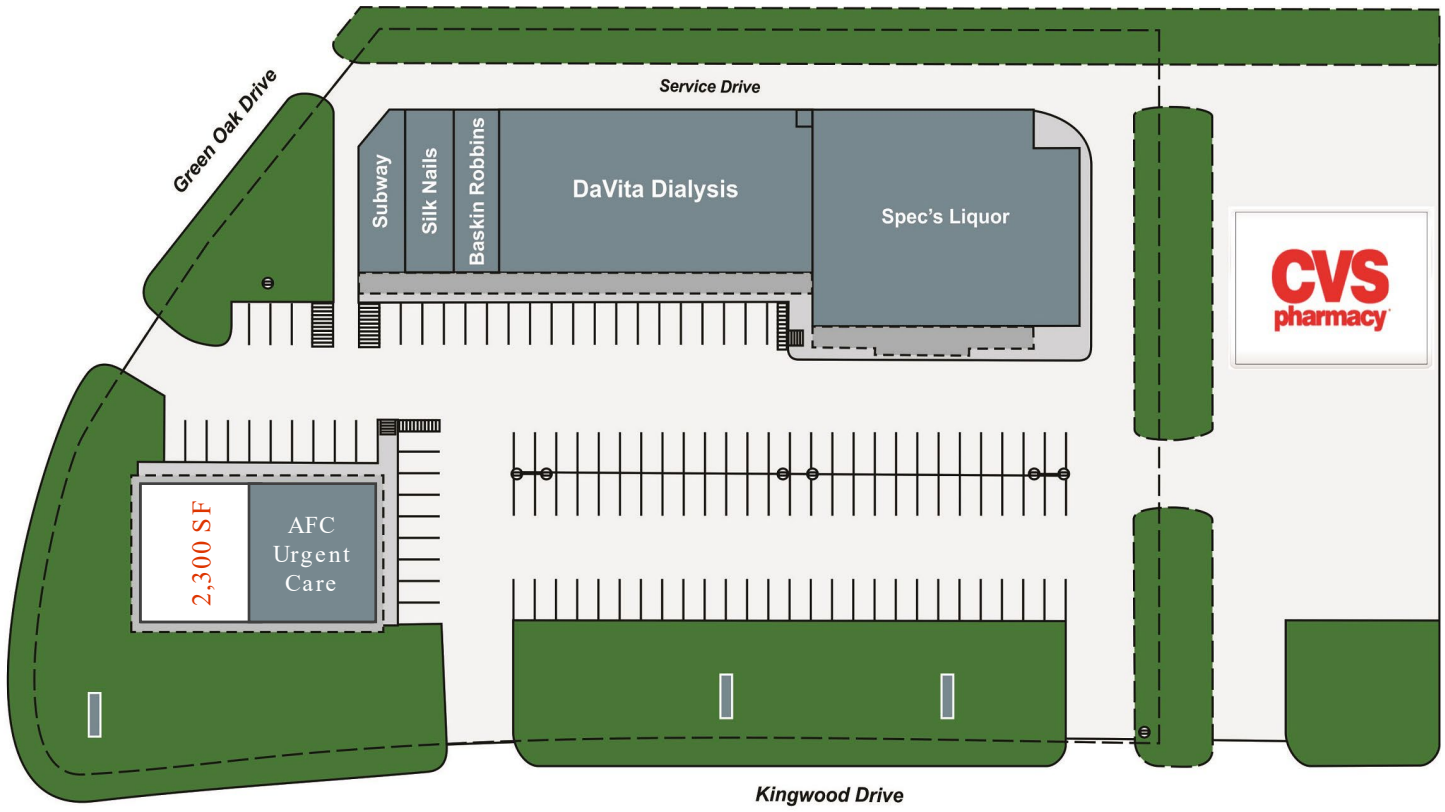 Green Oak Drive
Service Drive
Subway
Silk Nails
Baskin Robbins
DaVita Dialysis
Spec's Liquor
CVS
pharmacy
2,300 SF
AFC
Urgent
Care
Kingwood Drive